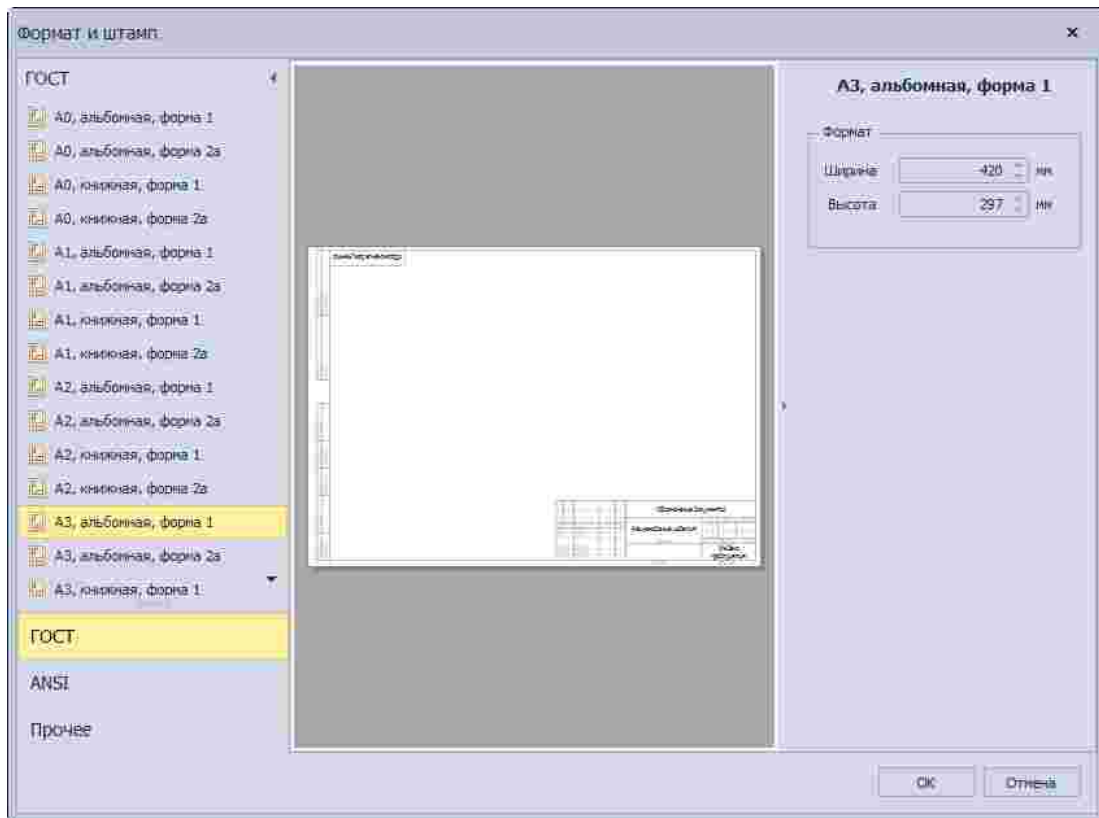 Формат и штамп
ГОСТ
А0, альбомная, форма 1
А0, альбомная, форма 2а
А0, книжная, форма 1
А0, книжная, форма 2а
А1, альбомная, форма 1
А1, альбомная, форма 2а
А1, книжная, форма 1
А1, книжная, форма 2а
А2, альбомная, форма 1
А2, альбомная, форма 2а
А2, книжная, форма 1
А2, книжная, форма 2а
А3, альбомная, форма 1
А3, альбомная, форма 2а
А3, книжная, форма 1
ГОСТ
ANSI
Прочее
А3, альбомная, форма 1
Формат
Ширина 420 мм
Высота 297 мм
ОК Отмена